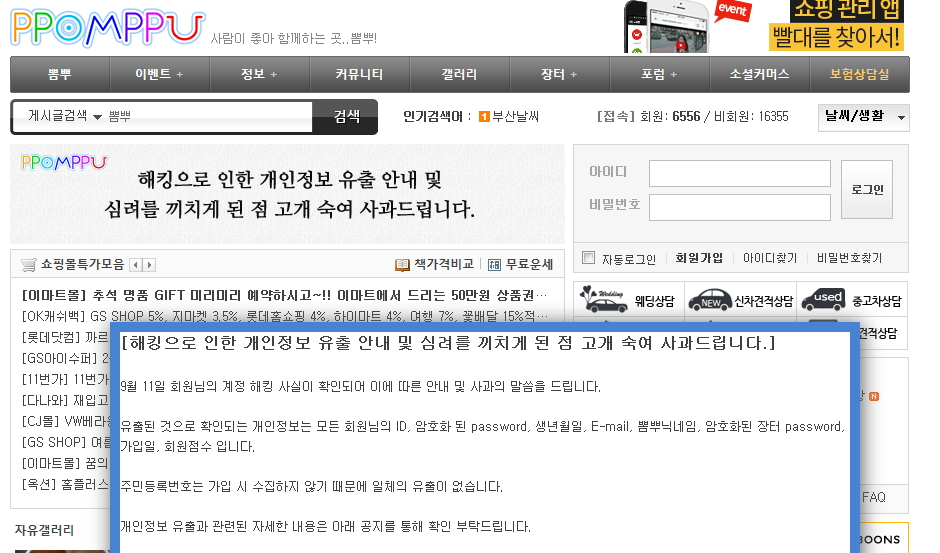 PPOMPPU
사람이 좋아 함께하는 곳..뽐뿌!
event
쇼핑 관리 앱
빨대를 찾아서!
뽐뿌
이벤트 +
정보 +
커뮤니티
갤러리
장터 +
포럼 +
소셜커머스
보험상담실
게시글검색
뽐뿌
검색
인기검색어 : 1 부산날씨
[접속] 회원: 6556 / 비회원: 16355
날씨/생활
PPOMPPU
해킹으로 인한 개인정보 유출 안내 및
심려를 끼치게 된 점 고개 숙여 사과드립니다.
아이디
비밀번호
로그인
자동로그인
회원가입
아이디찾기
비밀번호찾기
쇼핑몰특가모음
책가격비교
무료운세
[이마트몰] 추석 명품 GIFT 미리미리 예약하시고~!! 이마트에서 드리는 50만원 상품권…
[OK캐쉬백] GS SHOP 5%, 지마켓 3.5%, 롯데홈쇼핑 4%, 하이마트 4%, 여행 7%, 꽃배달 15%적…
[롯데닷컴] 까르
[GS아이수퍼] 2
[11번가] 11번가
[다나와] 재입고
[CJ몰] VW베라
[GS SHOP] 여름
[이마트몰] 꿈의
[옥션] 홈플러스
Wedding
웨딩상담
NEW
신차견적상담
used
중고차상담
견적상담
N
FAQ
자유갤러리
BOONS
[해킹으로 인한 개인정보 유출 안내 및 심려를 끼치게 된 점 고개 숙여 사과드립니다.]
9월 11일 회원님의 계정 해킹 사실이 확인되어 이에 따른 안내 및 사과의 말씀을 드립니다.
유출된 것으로 확인되는 개인정보는 모든 회원님의 ID, 암호화 된 password, 생년월일, E-mail, 뽐뿌닉네임, 암호화된 장터 password,
가입일, 회원점수 입니다.
주민등록번호는 가입 시 수집하지 않기 때문에 일체의 유출이 없습니다.
개인정보 유출과 관련된 자세한 내용은 아래 공지를 통해 확인 부탁드립니다.